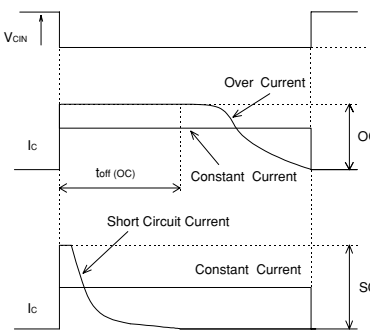 VCIN
Over Current
OC
IC
Constant Current
toff (OC)
Short Circuit Current
Constant Current
SC
IC